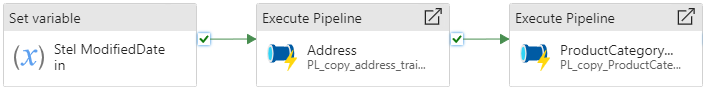 Set variable
(x)
Stel ModifiedDate
in
Execute Pipeline
Address
PL_copy_address_trai...
Execute Pipeline
ProductCategory...
PL_copy_ProductCate...